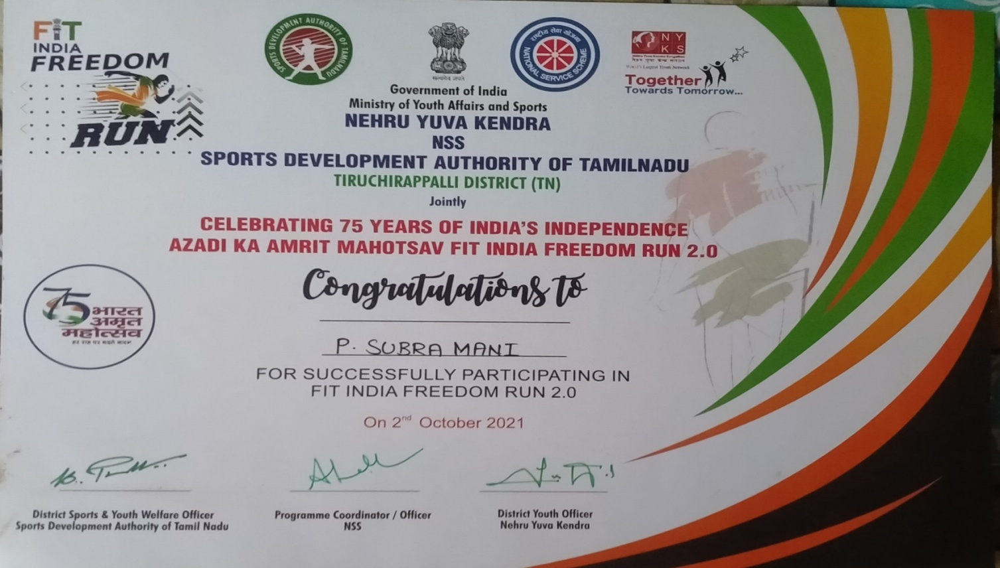 FIT
INDIA
FREEDOM
RUN
SPORTS DEVELOPMENT AUTHORITY OF TAMILNADU
सत्यमेव जयते
राष्ट्रीय सेवा योजना
NATIONAL SERVICE SCHEME
NY
KS
Together
Towards Tomorrow...
Government of India
Ministry of Youth Affairs and Sports
NEHRU YUVA KENDRA
NSS
SPORTS DEVELOPMENT AUTHORITY OF TAMILNADU
TIRUCHIRAPPALLI DISTRICT (TN)
Jointly
CELEBRATING 75 YEARS OF INDIA'S INDEPENDENCE
AZADI KA AMRIT MAHOTSAV FIT INDIA FREEDOM RUN 2.0
Congratulations to
75
भारत
अमृत
महोत्सव
P. SUBRA MANI
FOR SUCCESSFULLY PARTICIPATING IN
FIT INDIA FREEDOM RUN 2.0
On 2nd October 2021
District Sports & Youth Welfare Officer
Sports Development Authority of Tamil Nadu
Programme Coordinator / Officer
NSS
District Youth Officer
Nehru Yuva Kendra